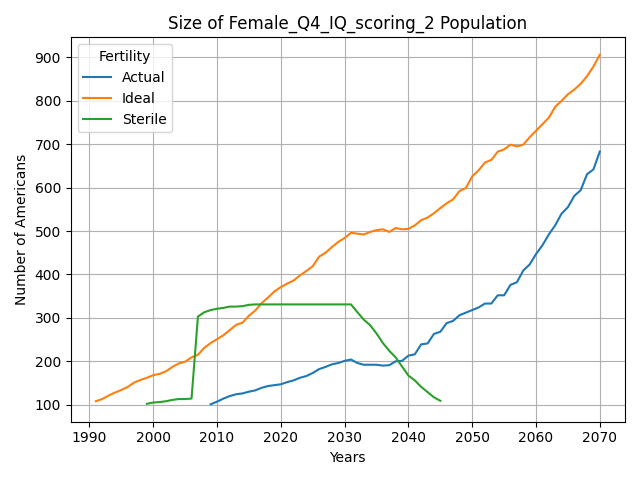 Size of Female_Q4_IQ_scoring_2 Population
Fertility
Actual
Ideal
Sterile
Number of Americans
900
800
700
600
500
400
300
200
100
1990 2000 2010 2020 2030 2040 2050 2060 2070
Years